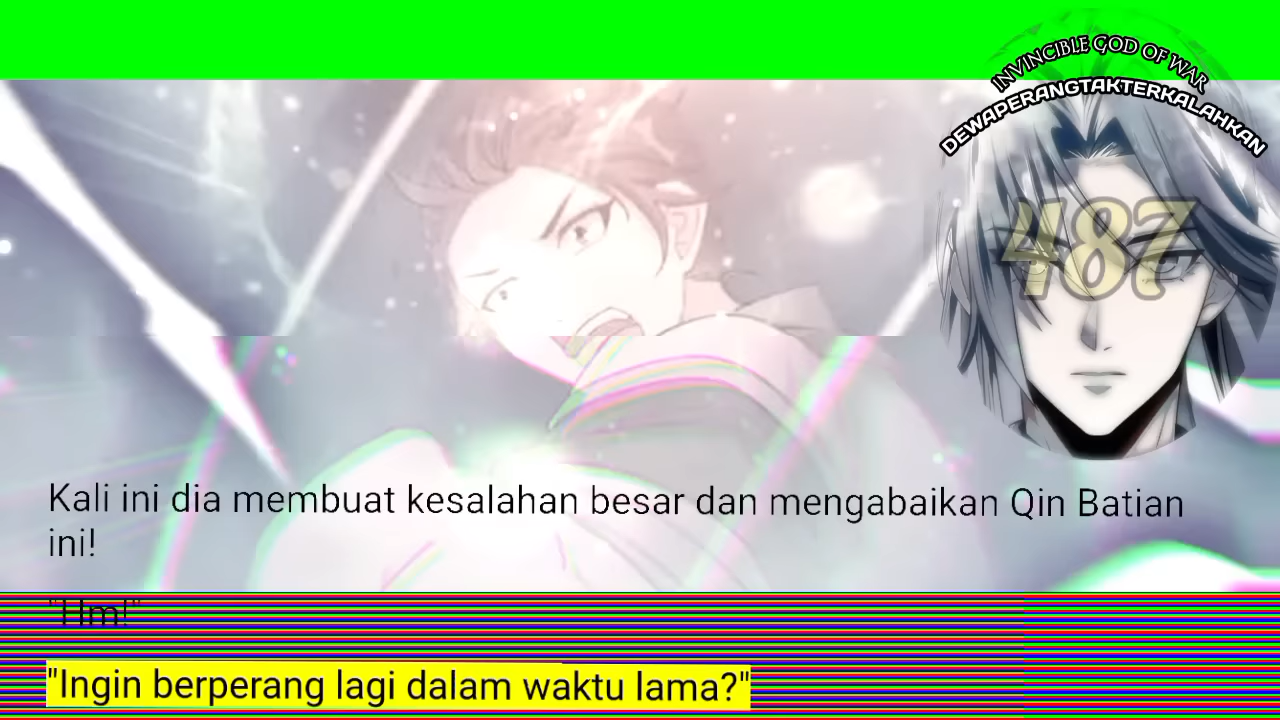 INVINCIBLE GOD OF WAR
DEWAPERANGTAKTERKALAHKAN
487
Kali ini dia membuat kesalahan besar dan mengabaikan Qin Batian
ini!
"Hm!"
"Ingin berperang lagi dalam waktu lama?"